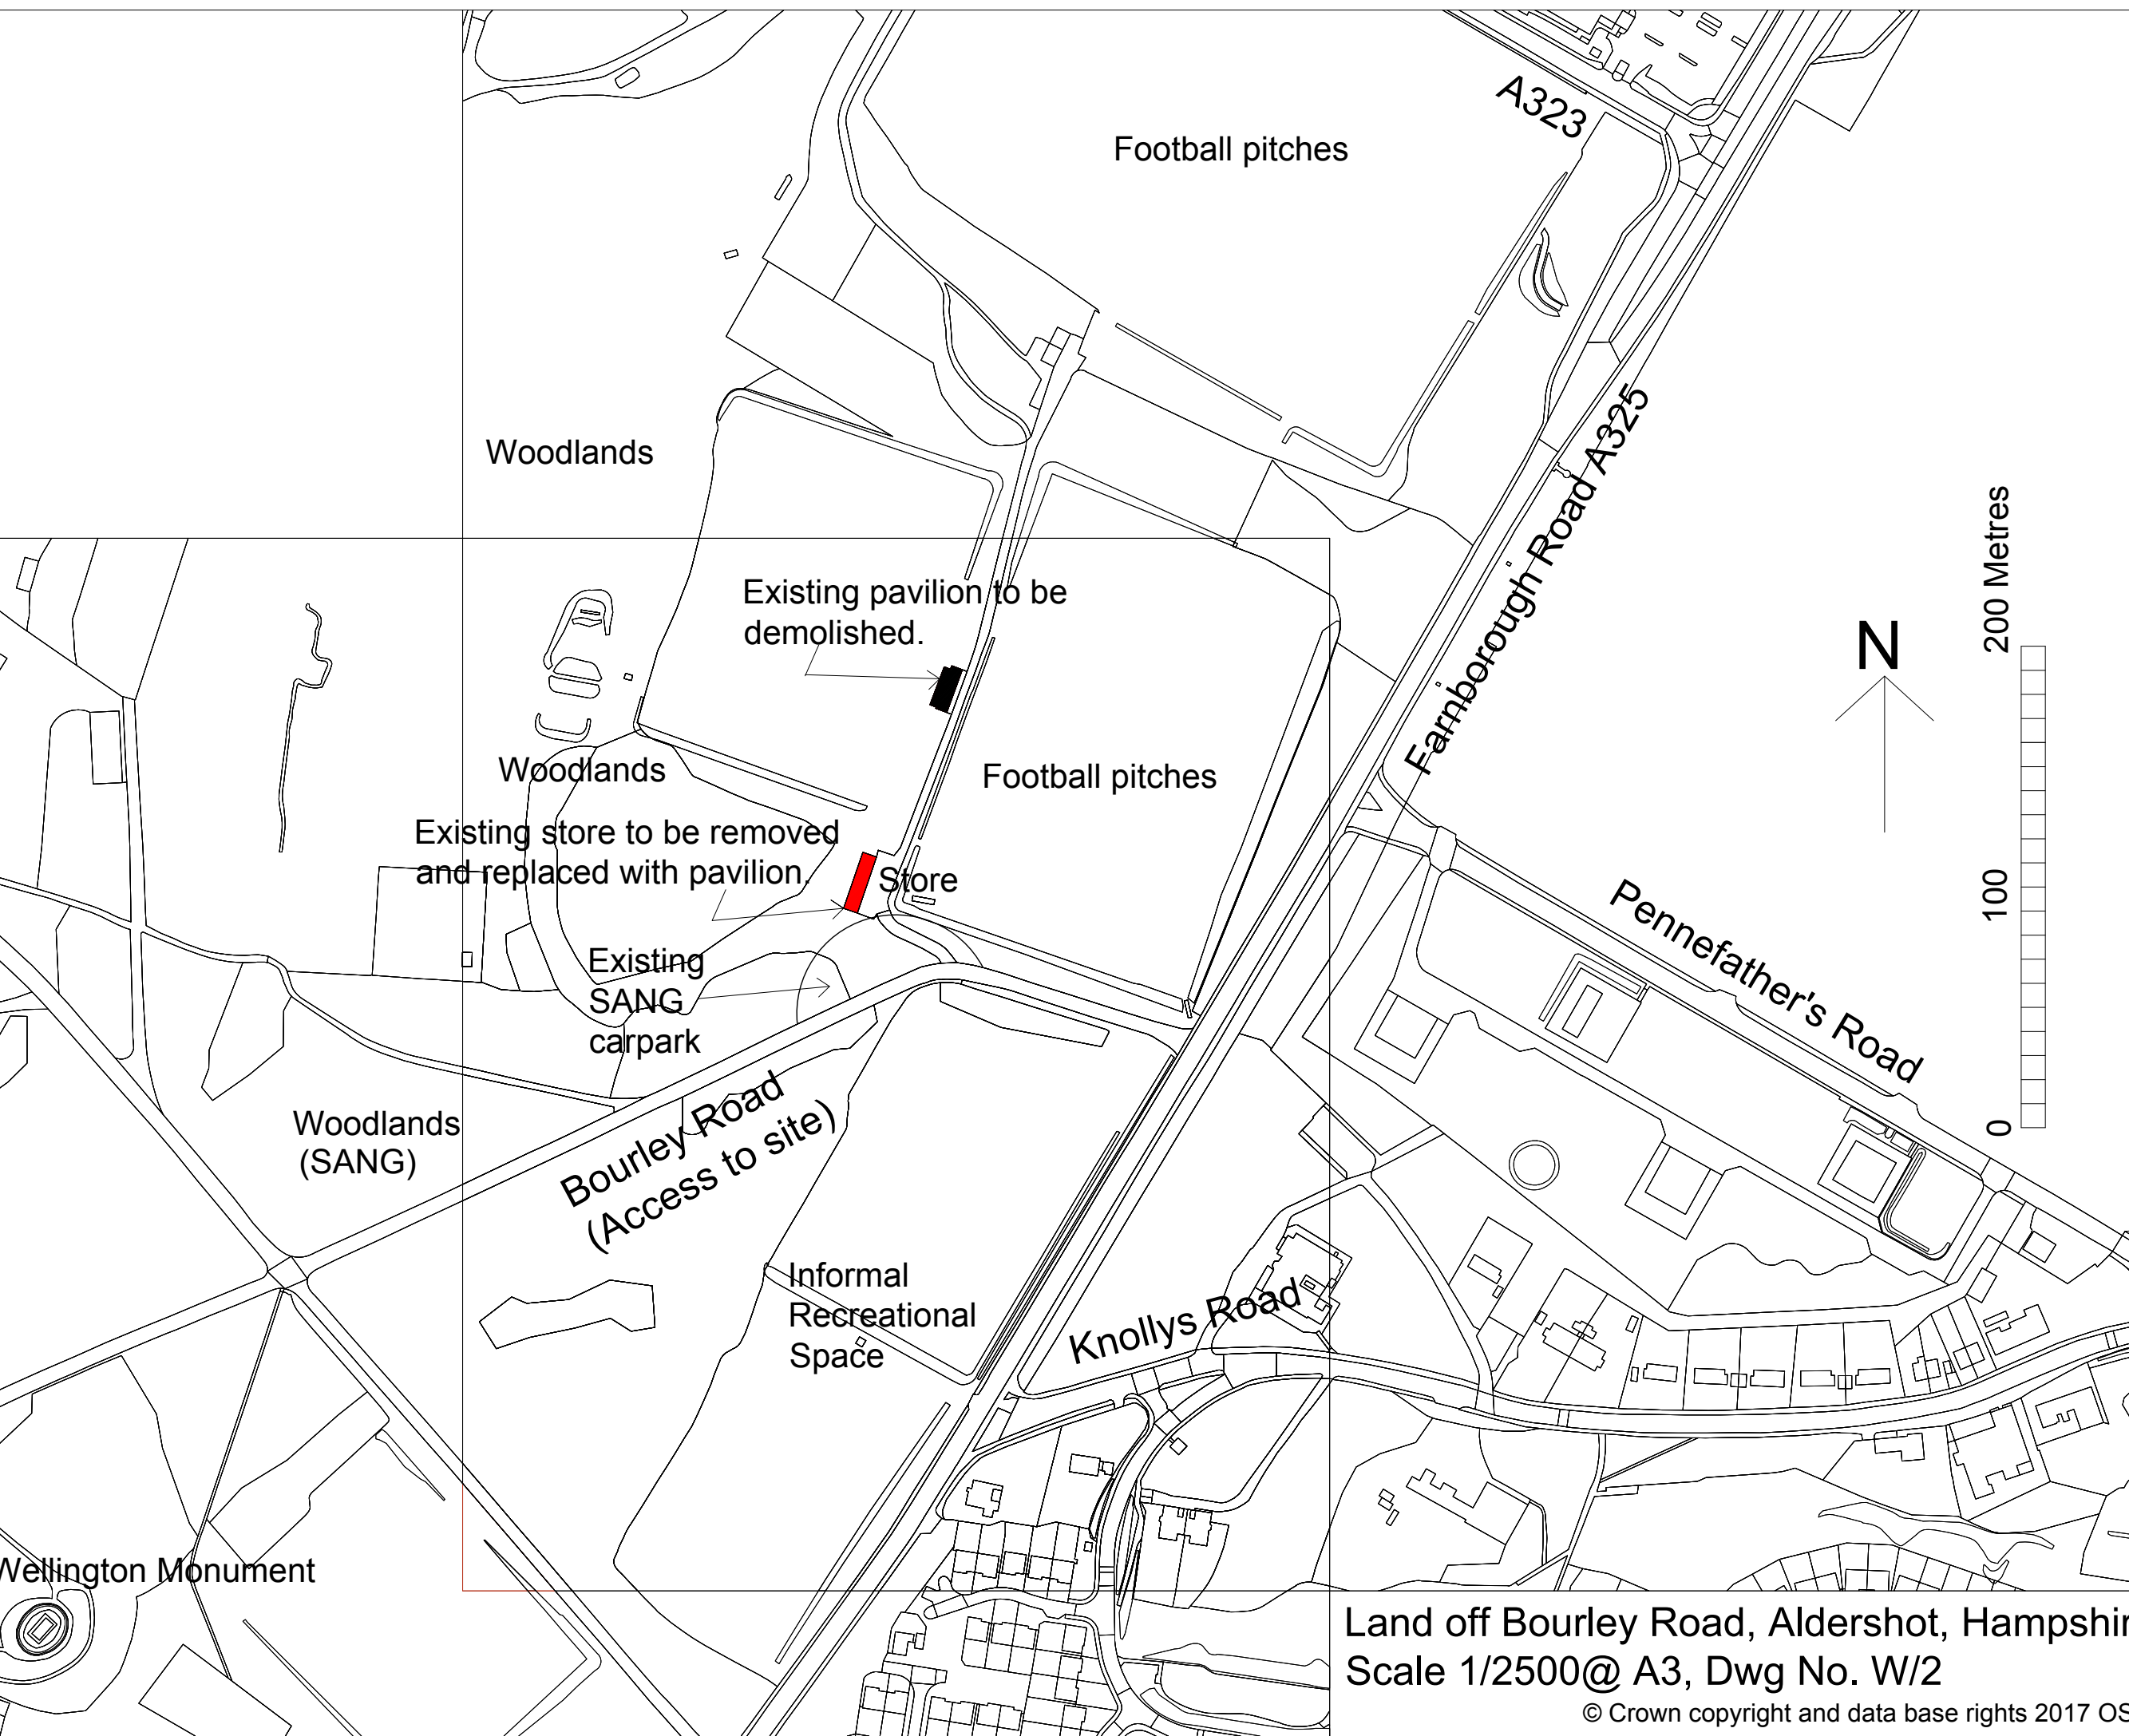 A323
Football pitches
Woodlands
Farnborough Road A325
200 Metres
100
0
N
Existing pavilion to be
demolished.
Woodlands
Football pitches
Existing store to be removed
and replaced with pavilion.
Store
Pennefather's Road
Existing
SANG
carpark
Woodlands
(SANG)
Bourley Road
(Access to site)
Informal
Recreational
Space
Knollys Road
Wellington Monument
Land off Bourley Road, Aldershot, Hampshir
Scale 1/2500@ A3, Dwg No. W/2
© Crown copyright and data base rights 2017 OS